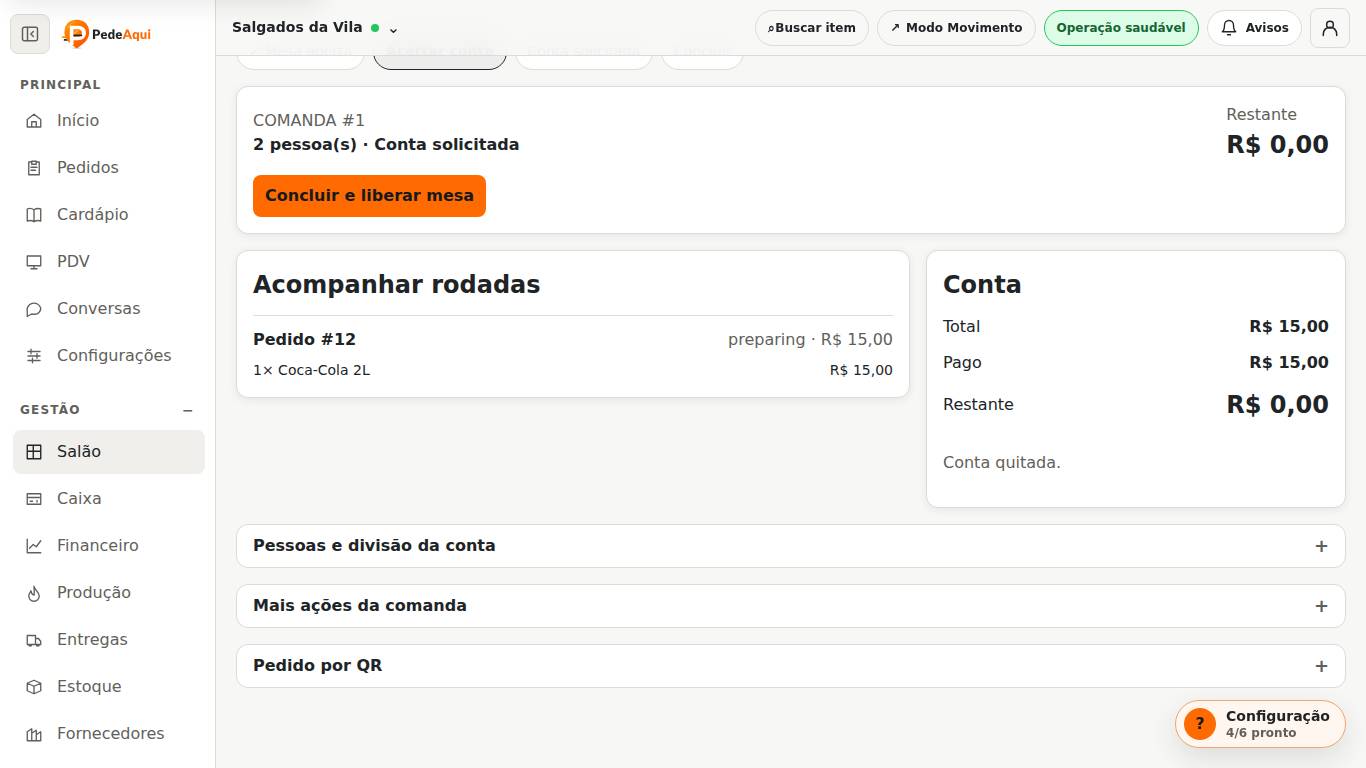 PedeAqui
Salgados da Vila
Buscar item
↗ Modo Movimento
Operação saudável
Avisos
PRINCIPAL
Início
Pedidos
Cardápio
PDV
Conversas
Configurações
GESTÃO
−
Salão
Caixa
Financeiro
Produção
Entregas
Estoque
Fornecedores
COMANDA #1
2 pessoa(s) · Conta solicitada
Restante
R$ 0,00
Concluir e liberar mesa
Acompanhar rodadas
Pedido #12
preparing · R$ 15,00
1× Coca-Cola 2L
R$ 15,00
Conta
Total
R$ 15,00
Pago
R$ 15,00
Restante
R$ 0,00
Conta quitada.
Pessoas e divisão da conta
+
Mais ações da comanda
+
Pedido por QR
+
?
Configuração
4/6 pronto